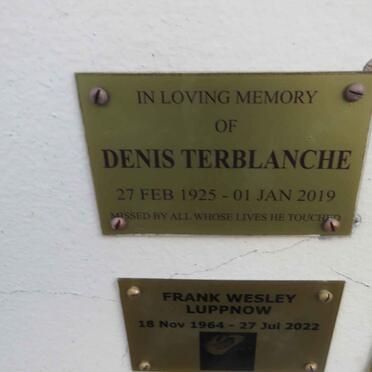 IN LOVING MEMORY
OF
DENIS TERBLANCHE
27 FEB 1925 - 01 JAN 2019
MISSED BY ALL WHOSE LIVES HE TOUCHED
FRANK WESLEY
LUPPNOW
18 Nov 1964 - 27 Jul 2022